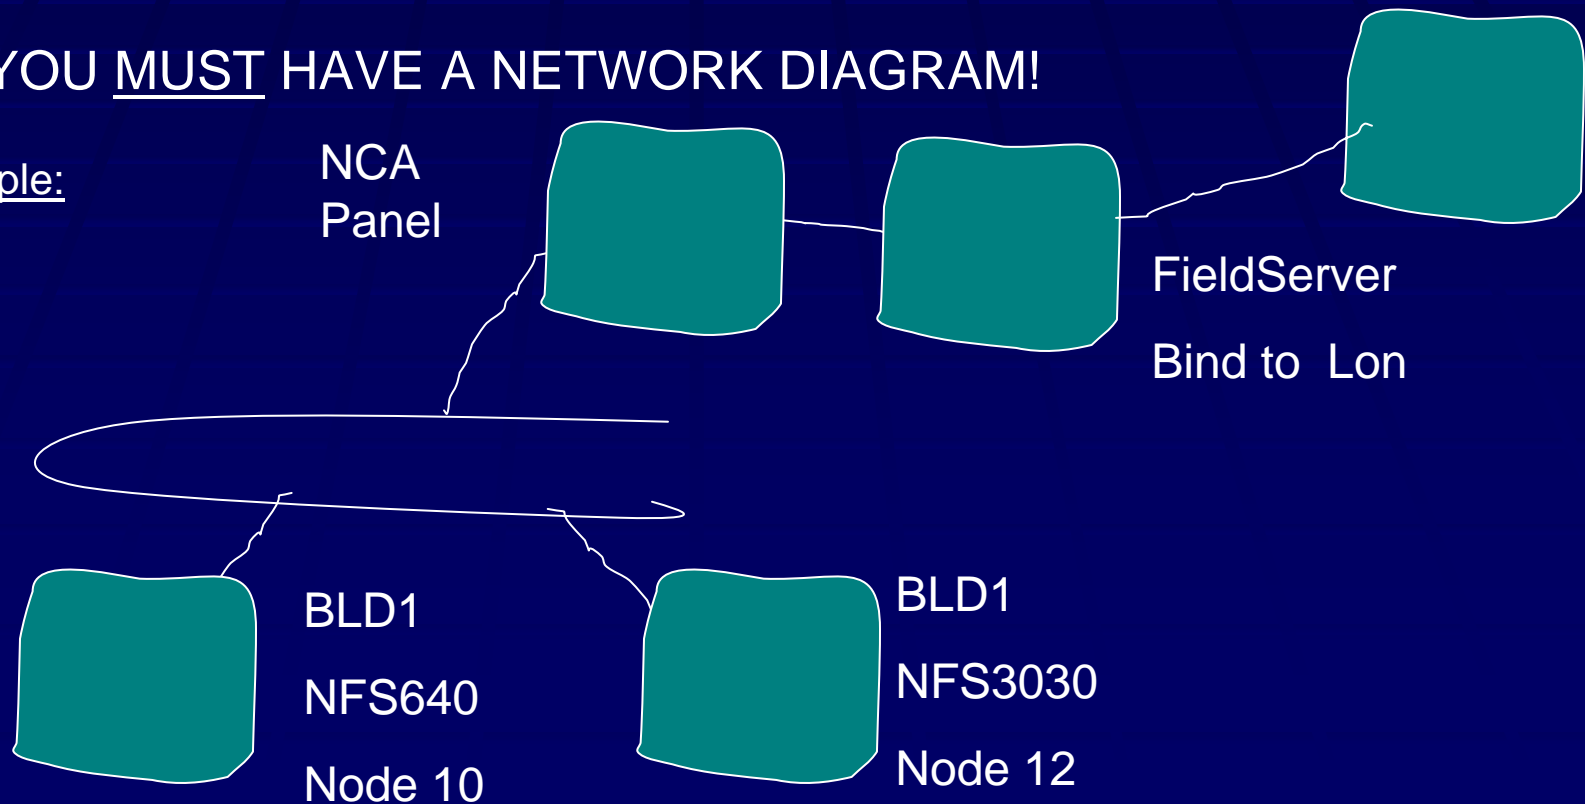 YOU MUST HAVE A NETWORK DIAGRAM!
ple:
NCA
Panel
FieldServer
Bind to Lon
BLD1
NFS640
Node 10
BLD1
NFS3030
Node 12